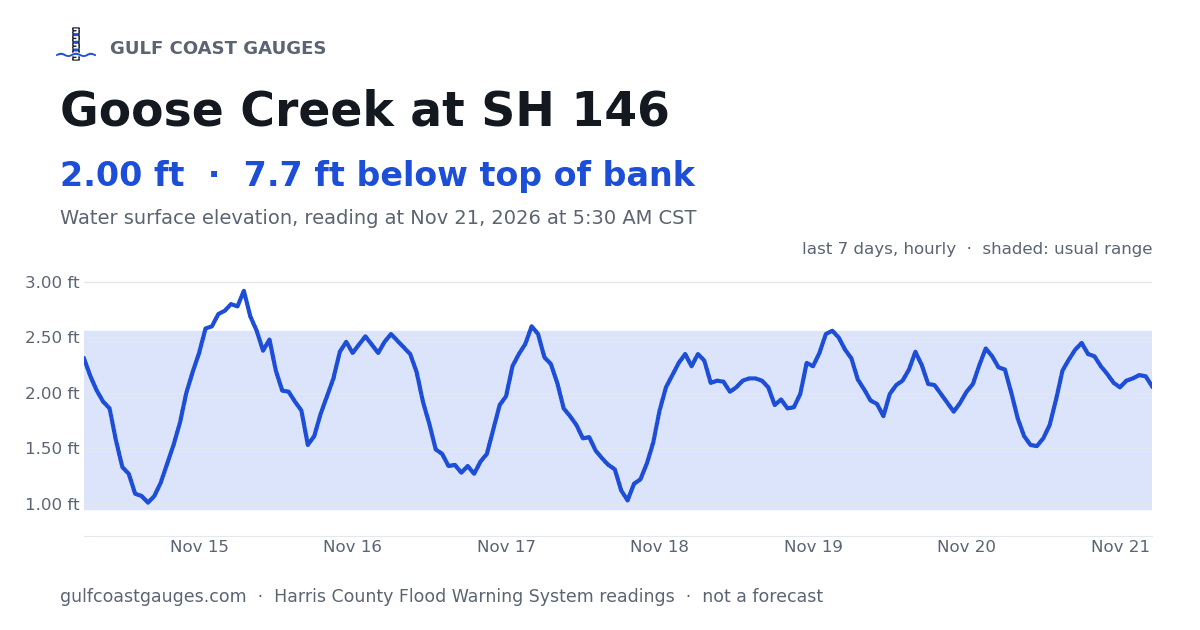 GULF COAST GAUGES
Goose Creek at SH 146
2.00 ft · 7.7 ft below top of bank
Water surface elevation, reading at Nov 21, 2026 at 5:30 AM CST
last 7 days, hourly · shaded: usual range
3.00 ft
2.50 ft
2.00 ft
1.50 ft
1.00 ft
Nov 15 Nov 16 Nov 17 Nov 18 Nov 19 Nov 20 Nov 21
gulfcoastgauges.com · Harris County Flood Warning System readings · not a forecast